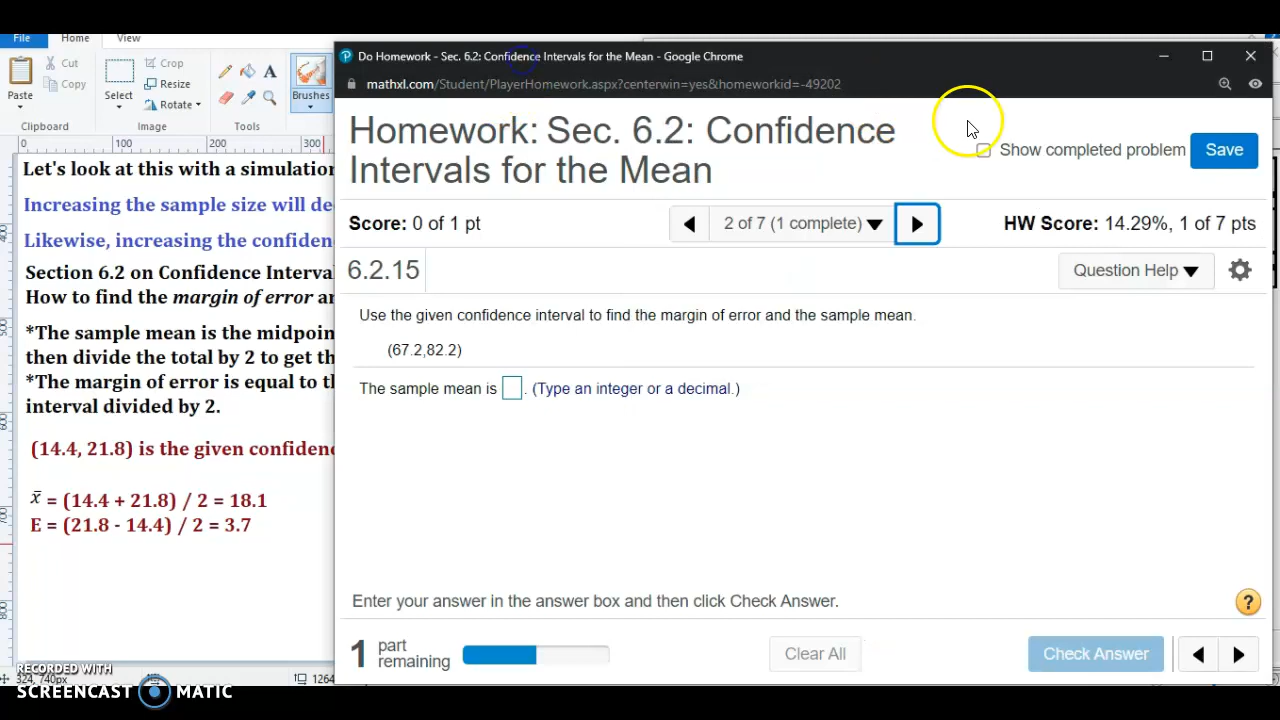 Do Homework - Sec. 6.2: Confidence Intervals for the Mean - Google Chrome
mathxl.com/Student/PlayerHomework.aspx?centerwin=yes&homeworkid=-49202
File Home View
Paste
Cut
Copy
Clipboard
Select
Crop
Resize
Rotate
Image
A
Tools
Brushes
0 100 200 300
Let's look at this with a simulation
Increasing the sample size will de
Likewise, increasing the confiden
Section 6.2 on Confidence Interva
How to find the margin of error a
*The sample mean is the midpoin
then divide the total by 2 to get th
*The margin of error is equal to th
interval divided by 2.
(14.4, 21.8) is the given confidenc
x̄ = (14.4 + 21.8) / 2 = 18.1
E = (21.8 - 14.4) / 2 = 3.7
Homework: Sec. 6.2: Confidence
Intervals for the Mean
Show completed problem
Save
Score: 0 of 1 pt
2 of 7 (1 complete)
HW Score: 14.29%, 1 of 7 pts
6.2.15
Question Help
Use the given confidence interval to find the margin of error and the sample mean.
(67.2,82.2)
The sample mean is . (Type an integer or a decimal.)
Enter your answer in the answer box and then click Check Answer.
?
1 part
remaining
Clear All
Check Answer
RECORDED WITH
SCREENCAST MATIC
324, 740px
1264